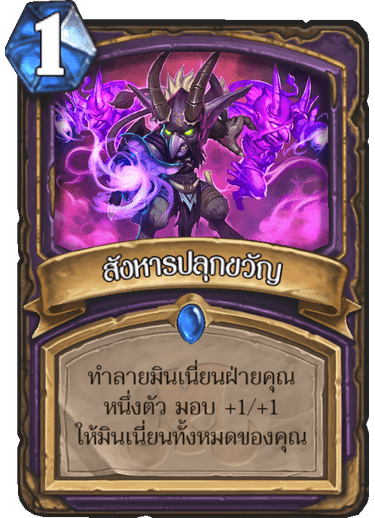 1
สังหารปลุกขวัญ
ทำลายมินเนี่ยนฝ่ายคุณ
หนึ่งตัว มอบ +1/+1
ให้มินเนี่ยนทั้งหมดของคุณ